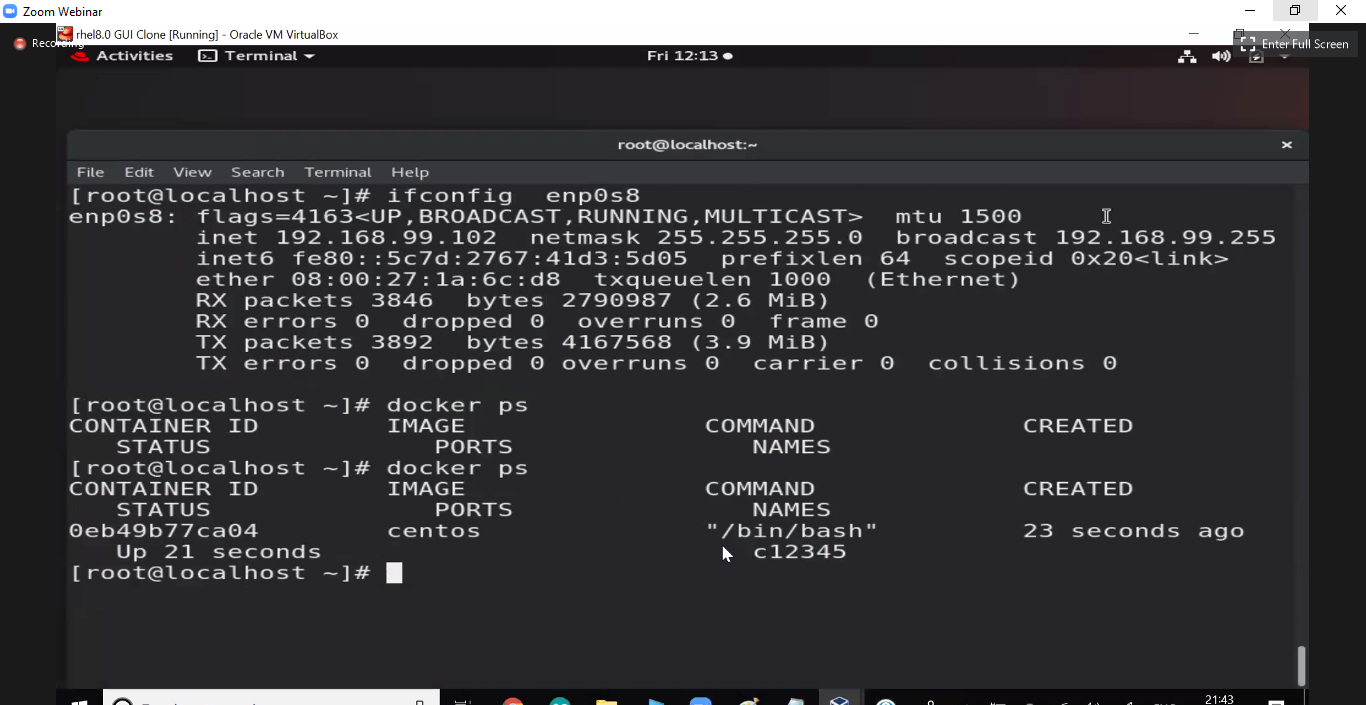 Zoom Webinar
rhel8.0 GUI Clone [Running] - Oracle VM VirtualBox
Recording
Enter Full Screen
Activities Terminal Fri 12:13
root@localhost:~
File Edit View Search Terminal Help
[root@localhost ~]# ifconfig enp0s8
enp0s8: flags=4163<UP,BROADCAST,RUNNING,MULTICAST> mtu 1500
inet 192.168.99.102 netmask 255.255.255.0 broadcast 192.168.99.255
inet6 fe80::5c7d:2767:41d3:5d05 prefixlen 64 scopeid 0x20<link>
ether 08:00:27:1a:6c:d8 txqueuelen 1000 (Ethernet)
RX packets 3846 bytes 2790987 (2.6 MiB)
RX errors 0 dropped 0 overruns 0 frame 0
TX packets 3892 bytes 4167568 (3.9 MiB)
TX errors 0 dropped 0 overruns 0 carrier 0 collisions 0
[root@localhost ~]# docker ps
CONTAINER ID IMAGE COMMAND CREATED
STATUS PORTS NAMES
[root@localhost ~]# docker ps
CONTAINER ID IMAGE COMMAND CREATED
STATUS PORTS NAMES
0eb49b77ca04 centos "/bin/bash" 23 seconds ago
Up 21 seconds c12345
[root@localhost ~]#
21:43